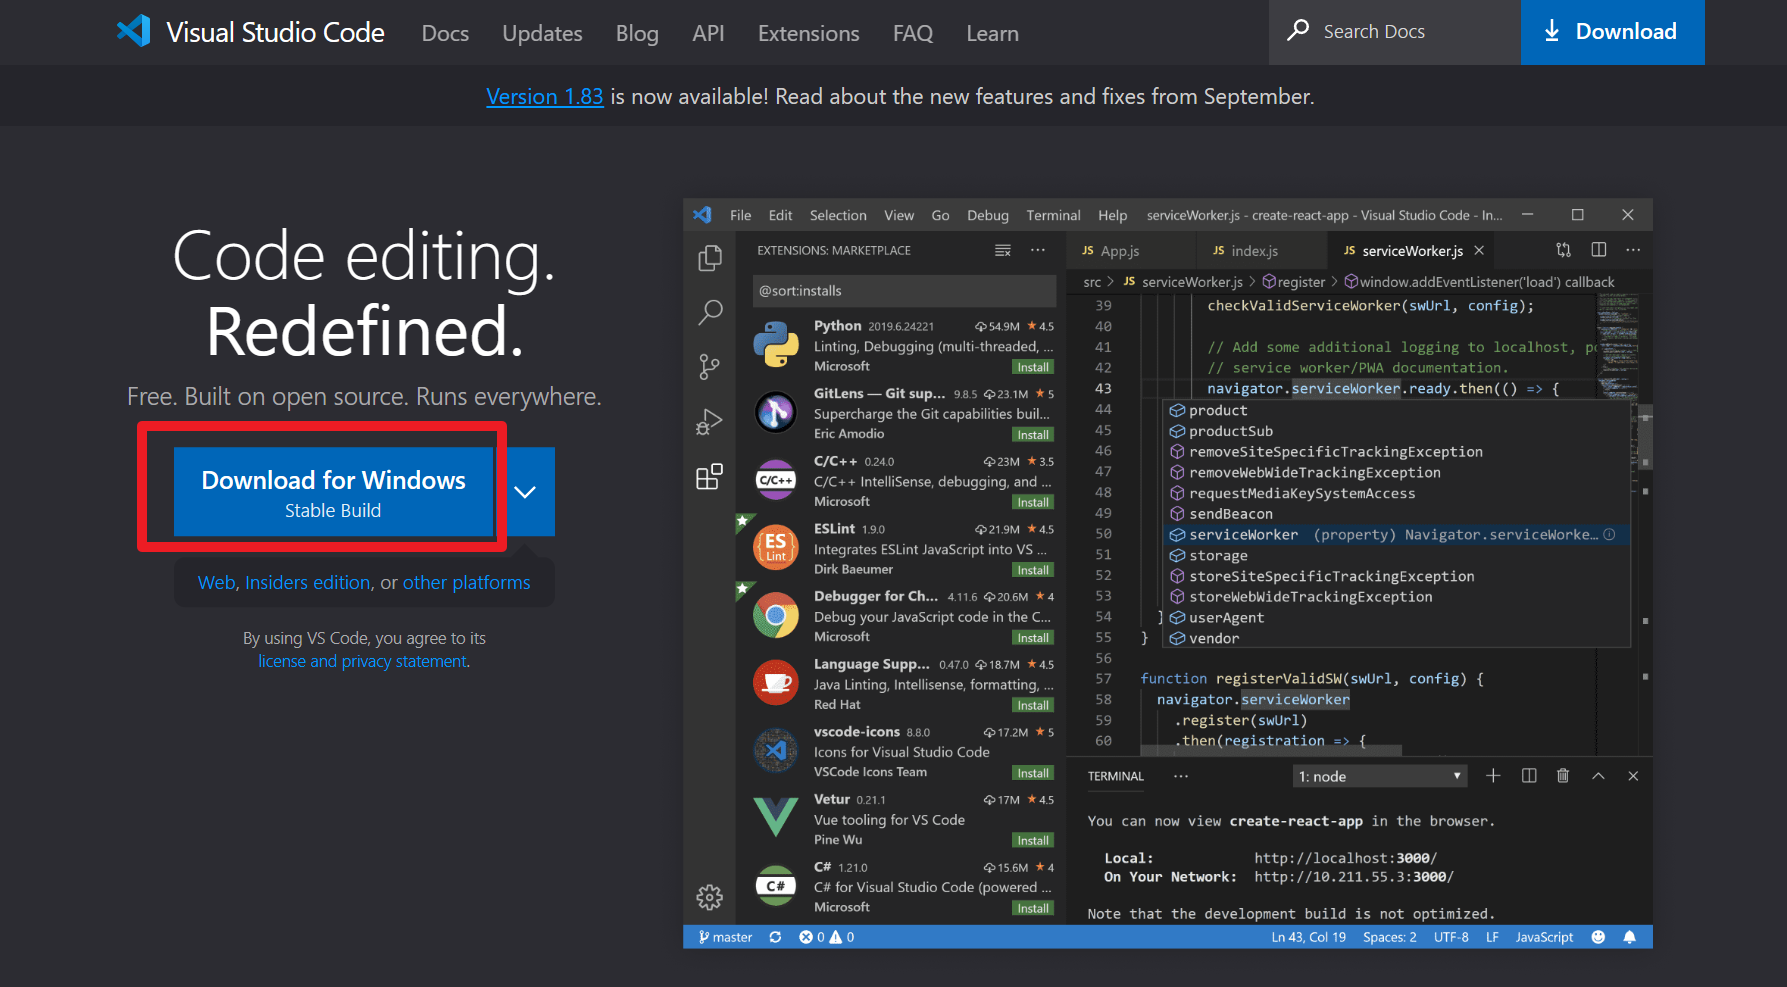 Visual Studio Code Docs Updates Blog API Extensions FAQ Learn Search Docs Download
Version 1.83 is now available! Read about the new features and fixes from September.
Code editing.
Redefined.
Free. Built on open source. Runs everywhere.
Download for Windows
Stable Build
Web, Insiders edition, or other platforms
By using VS Code, you agree to its
license and privacy statement.
File Edit Selection View Go Debug Terminal Help serviceWorker.js - create-react-app - Visual Studio Code - In...
EXTENSIONS: MARKETPLACE
@sort:installs
Python 2019.6.24221 54.9M ★ 4.5
Linting, Debugging (multi-threaded, ...
Microsoft Install
GitLens — Git sup... 9.8.5 23.1M ★ 5
Supercharge the Git capabilities buil...
Eric Amodio Install
C/C++
C/C++ 0.24.0 23M ★ 3.5
C/C++ IntelliSense, debugging, and ...
Microsoft Install
ES
Lint
ESLint 1.9.0 21.9M ★ 4.5
Integrates ESLint JavaScript into VS ...
Dirk Baeumer Install
Debugger for Ch... 4.11.6 20.6M ★ 4
Debug your JavaScript code in the C...
Microsoft Install
Language Supp... 0.47.0 18.7M ★ 4.5
Java Linting, Intellisense, formatting, ...
Red Hat Install
vscode-icons 8.8.0 17.2M ★ 5
Icons for Visual Studio Code
VSCode Icons Team Install
Vetur 0.21.1 17M ★ 4.5
Vue tooling for VS Code
Pine Wu Install
C#
C# 1.21.0 15.6M ★ 4
C# for Visual Studio Code (powered ...
Microsoft Install
JS App.js JS index.js JS serviceWorker.js
src > JS serviceWorker.js > register > window.addEventListener('load') callback
39 checkValidServiceWorker(swUrl, config);
40
41 // Add some additional logging to localhost, p
42 // service worker/PWA documentation.
43 navigator.serviceWorker.ready.then(() => {
44 product
45 productSub
46 removeSiteSpecificTrackingException
47 removeWebWideTrackingException
48 requestMediaKeySystemAccess
49 sendBeacon
50 serviceWorker (property) Navigator.serviceWorke...
51 storage
52 storeSiteSpecificTrackingException
53 storeWebWideTrackingException
54 } userAgent
55 } vendor
56
57 function registerValidSW(swUrl, config) {
58 navigator.serviceWorker
59 .register(swUrl)
60 .then(registration => {
TERMINAL ... 1: node
You can now view create-react-app in the browser.
Local: http://localhost:3000/
On Your Network: http://10.211.55.3:3000/
Note that the development build is not optimized.
master 0 0 Ln 43, Col 19 Spaces: 2 UTF-8 LF JavaScript